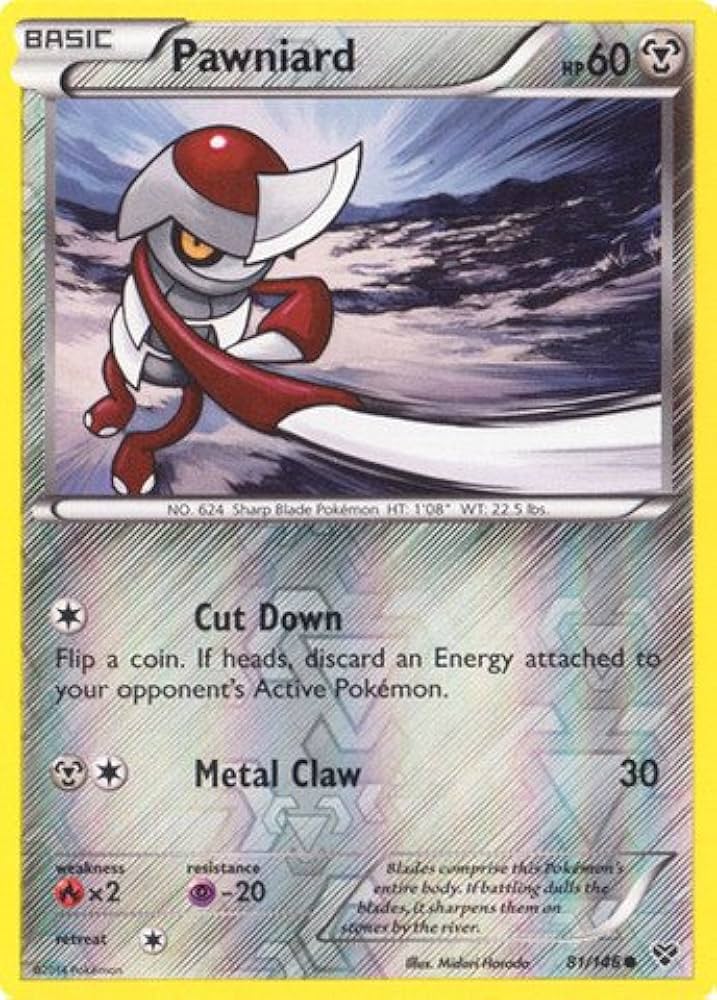 BASIC Pawniard HP60
NO. 624 Sharp Blade Pokémon HT: 1'08" WT: 22.5 lbs.
Cut Down
Flip a coin. If heads, discard an Energy attached to
your opponent's Active Pokémon.
Metal Claw 30
weakness resistance
×2 -20
Blades comprise this Pokémon's
entire body. If battling dulls the
blades, it sharpens them on
stones by the river.
retreat
©2014 Pokémon Illus. Midori Harada 81/146